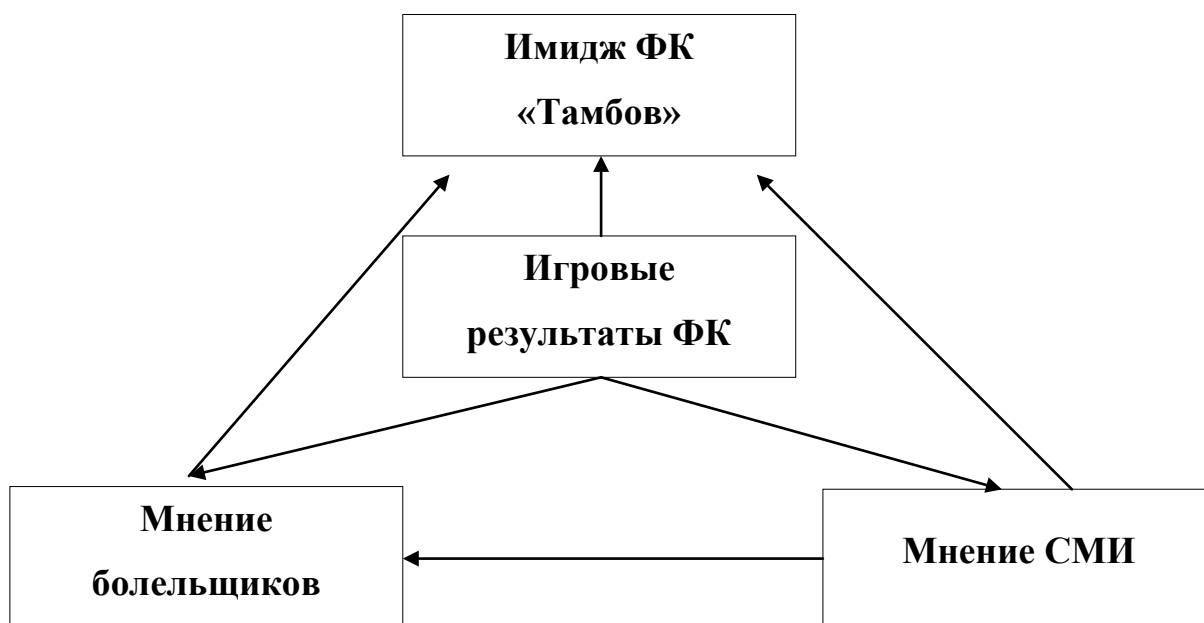 Имидж ФК
«Тамбов»
Игровые
результаты ФК
Мнение
болельщиков
Мнение СМИ